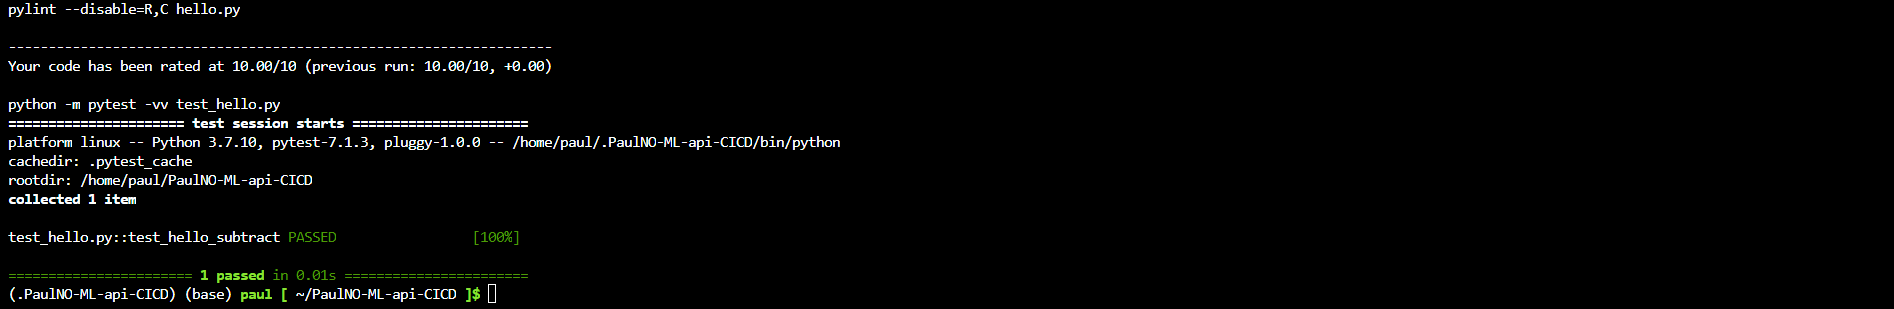 pylint --disable=R,C hello.py
--------------------------------------------------------------------
Your code has been rated at 10.00/10 (previous run: 10.00/10, +0.00)
python -m pytest -vv test_hello.py
====================== test session starts ======================
platform linux -- Python 3.7.10, pytest-7.1.3, pluggy-1.0.0 -- /home/paul/.PaulNO-ML-api-CICD/bin/python
cachedir: .pytest_cache
rootdir: /home/paul/PaulNO-ML-api-CICD
collected 1 item
test_hello.py::test_hello_subtract PASSED                 [100%]
======================= 1 passed in 0.01s =======================
(.PaulNO-ML-api-CICD) (base) paul [ ~/PaulNO-ML-api-CICD ]$